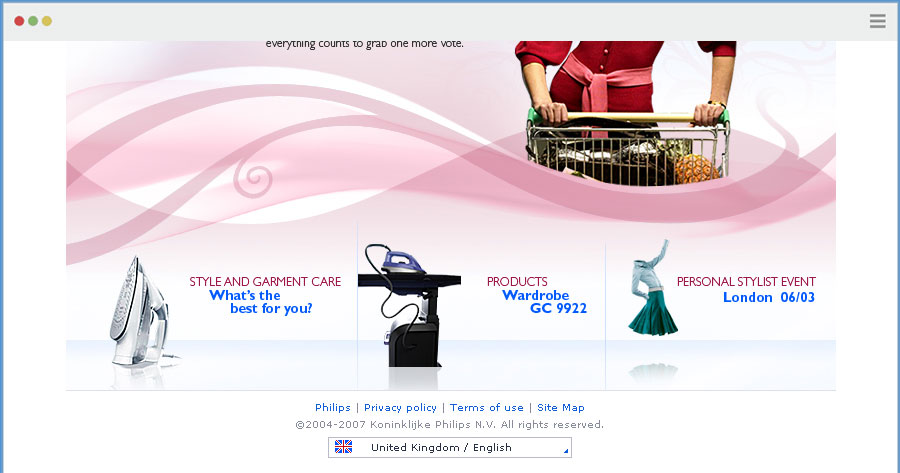 everything counts to grab one more vote.
STYLE AND GARMENT CARE
What's the
best for you?
PRODUCTS
Wardrobe
GC 9922
PERSONAL STYLIST EVENT
London 06/03
Philips | Privacy policy | Terms of use | Site Map
©2004-2007 Koninklijke Philips N.V. All rights reserved.
United Kingdom / English